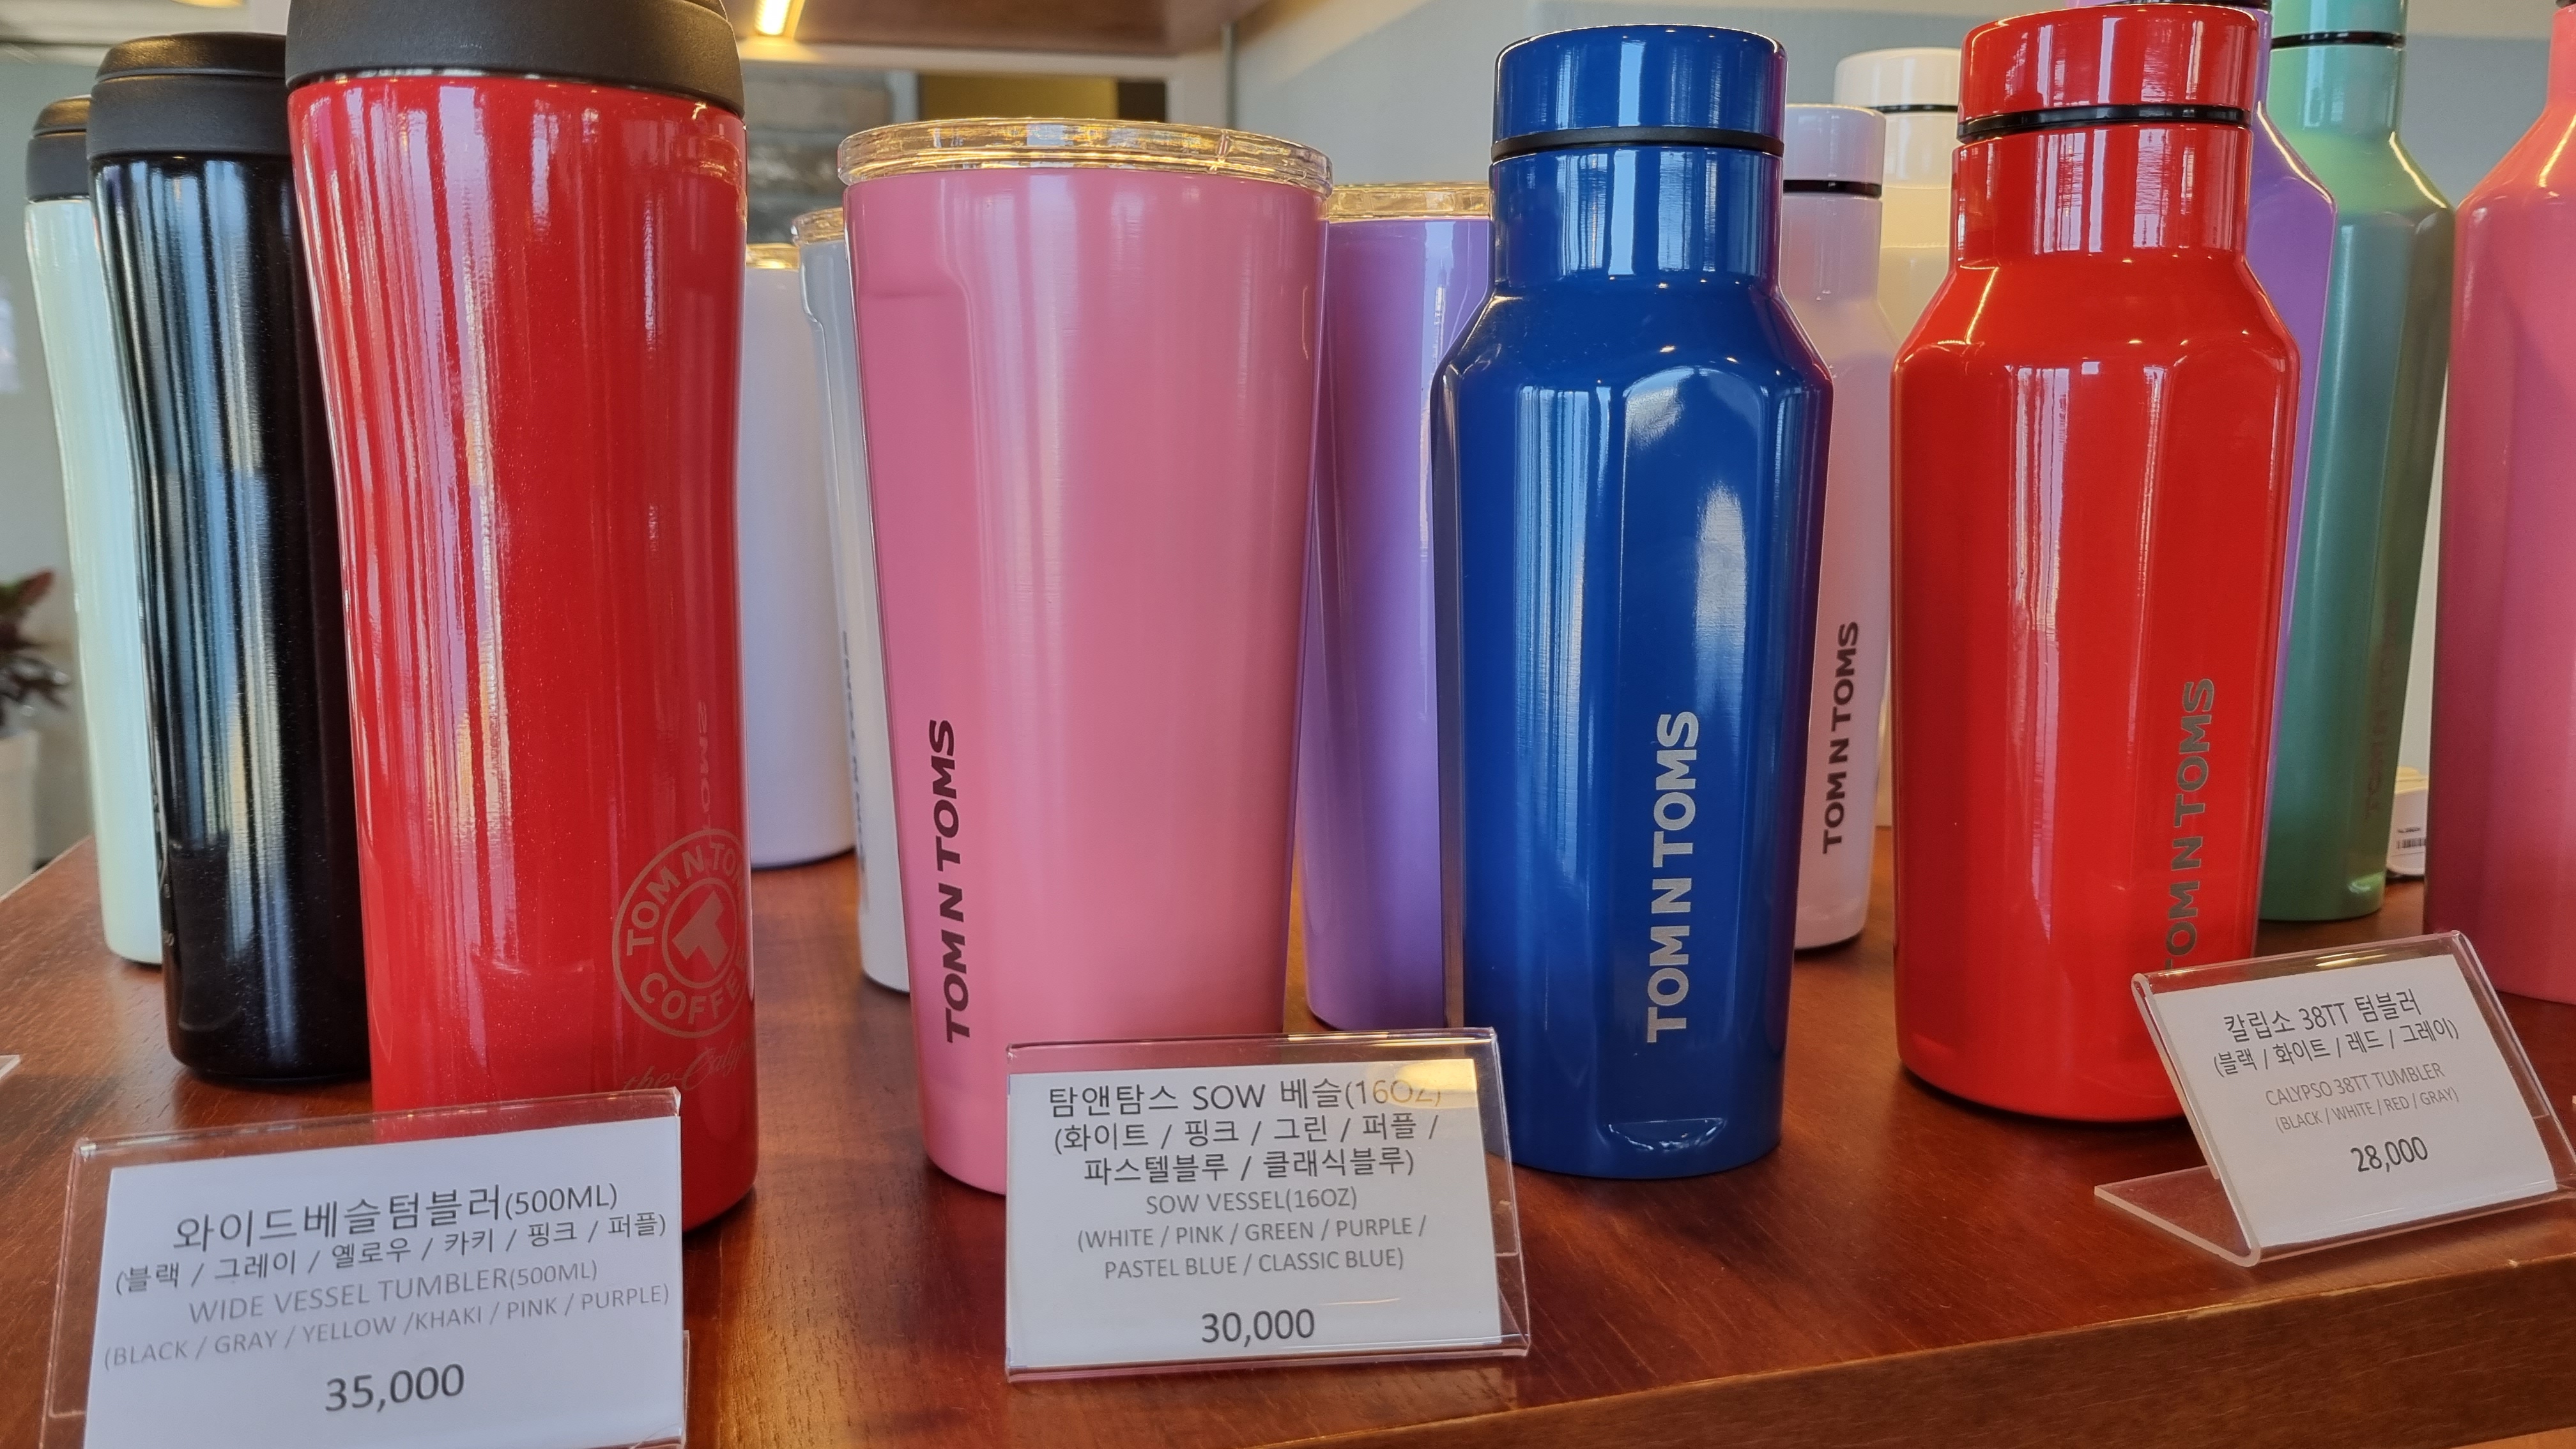 TOM N TOMS
TOM N TOMS
TOM N TOMS
TOM N TOMS
TOM N TOM
COFFE
the Calyp
와이드베슬텀블러(500ML)
(블랙 / 그레이 / 옐로우 / 카키 / 핑크 / 퍼플)
WIDE VESSEL TUMBLER(500ML)
(BLACK / GRAY / YELLOW /KHAKI / PINK / PURPLE)
35,000
탐앤탐스 SOW 베슬(16OZ)
(화이트 / 핑크 / 그린 / 퍼플 /
파스텔블루 / 클래식블루)
SOW VESSEL(16OZ)
(WHITE / PINK / GREEN / PURPLE /
PASTEL BLUE / CLASSIC BLUE)
30,000
칼립소 38TT 텀블러
(블랙 / 화이트 / 레드 / 그레이)
CALYPSO 38TT TUMBLER
(BLACK / WHITE / RED / GRAY)
28,000